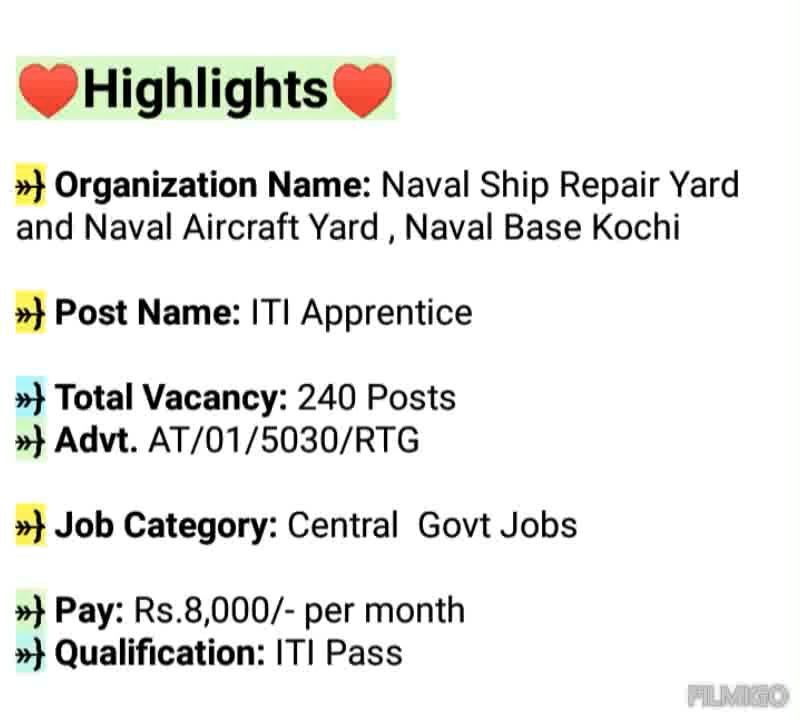 ♥Highlights♥
»} Organization Name: Naval Ship Repair Yard
and Naval Aircraft Yard , Naval Base Kochi
»} Post Name: ITI Apprentice
»} Total Vacancy: 240 Posts
»} Advt. AT/01/5030/RTG
»} Job Category: Central  Govt Jobs
»} Pay: Rs.8,000/- per month
»} Qualification: ITI Pass
FILMIGO